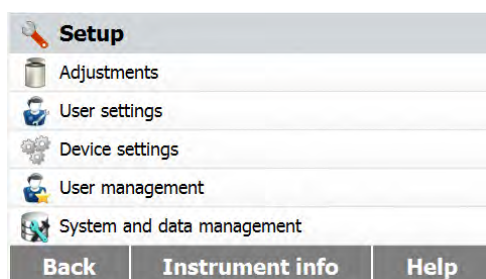 Setup
Adjustments
User settings
Device settings
User management
System and data management
Back Instrument info Help